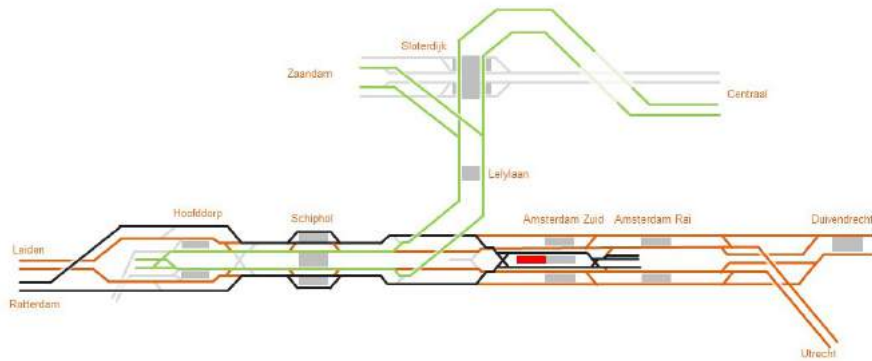 Sloterdijk
Zaandam
Centraal
Lelylaan
Hoofddorp
Schiphol
Amsterdam Zuid
Amsterdam Rai
Duivendrecht
Leiden
Rotterdam
Utrecht